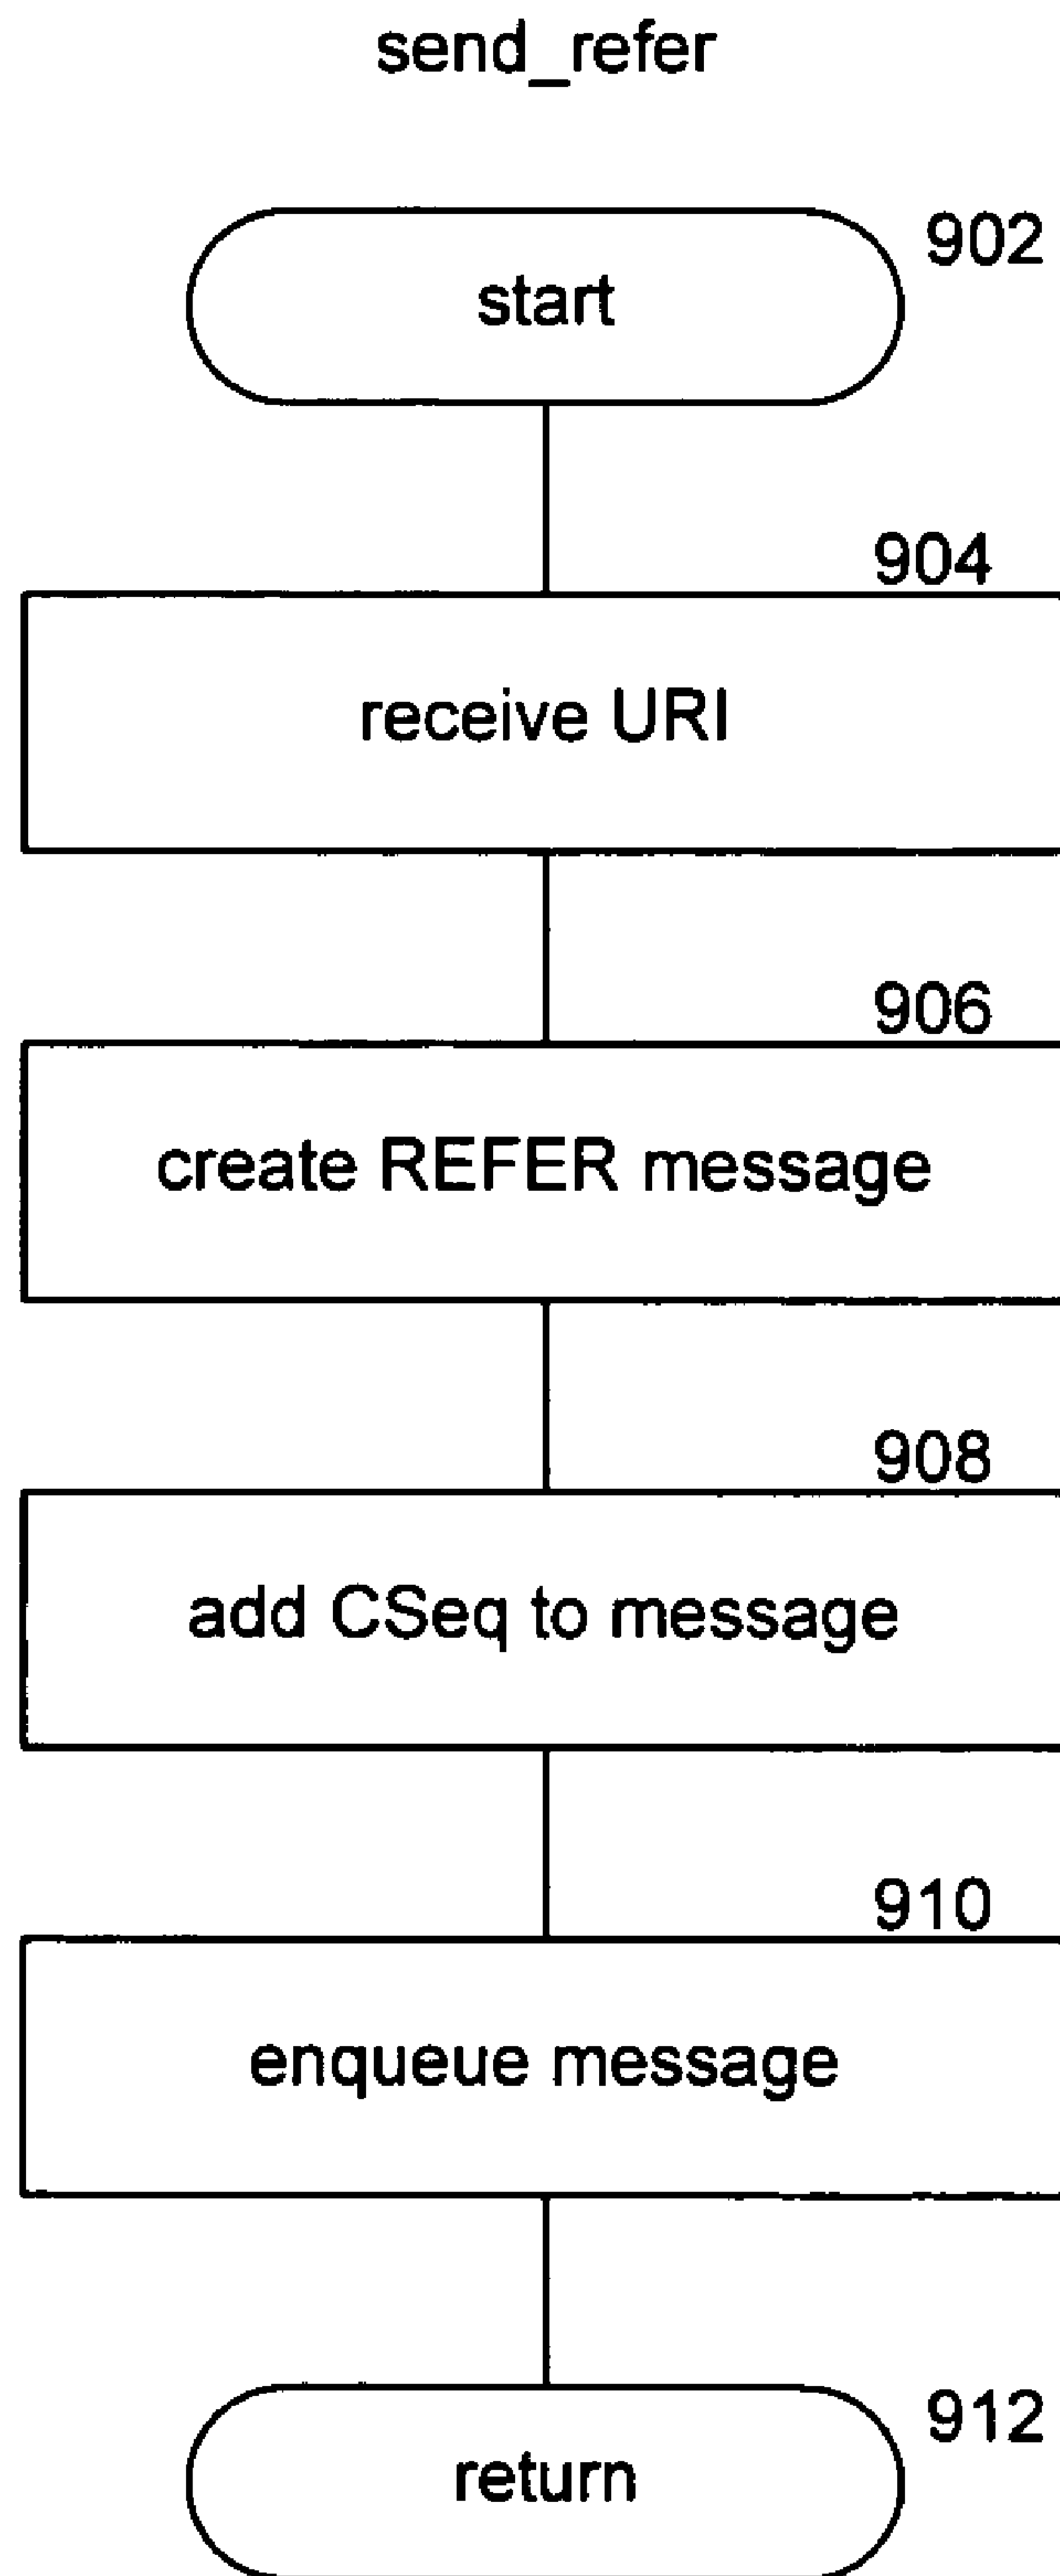 send_refer
902
start
904
receive URI
906
create REFER message
908
add CSeq to message
910
enqueue message
912
return